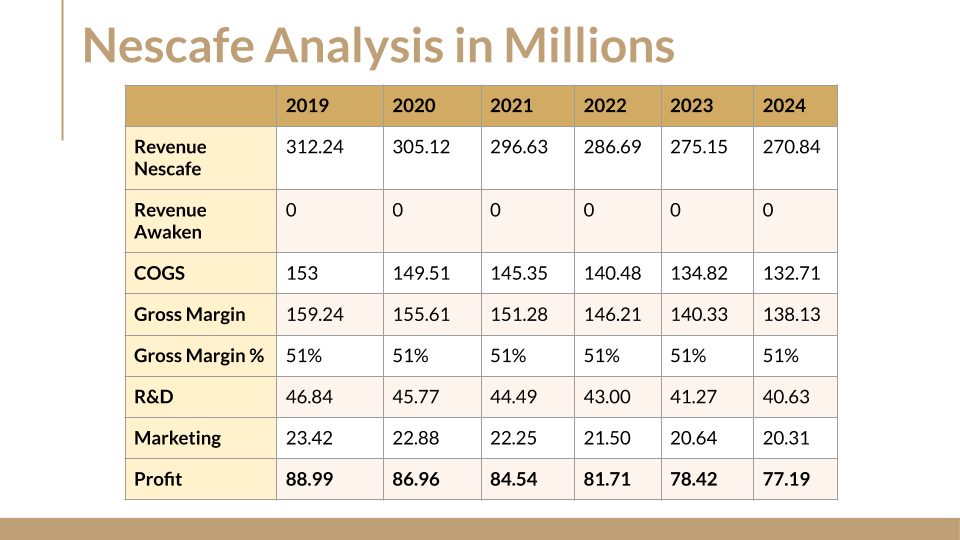 Nescafe Analysis in Millions
2019 2020 2021 2022 2023 2024
Revenue Nescafe 312.24 305.12 296.63 286.69 275.15 270.84
Revenue Awaken 0 0 0 0 0 0
COGS 153 149.51 145.35 140.48 134.82 132.71
Gross Margin 159.24 155.61 151.28 146.21 140.33 138.13
Gross Margin % 51% 51% 51% 51% 51% 51%
R&D 46.84 45.77 44.49 43.00 41.27 40.63
Marketing 23.42 22.88 22.25 21.50 20.64 20.31
Profit 88.99 86.96 84.54 81.71 78.42 77.19